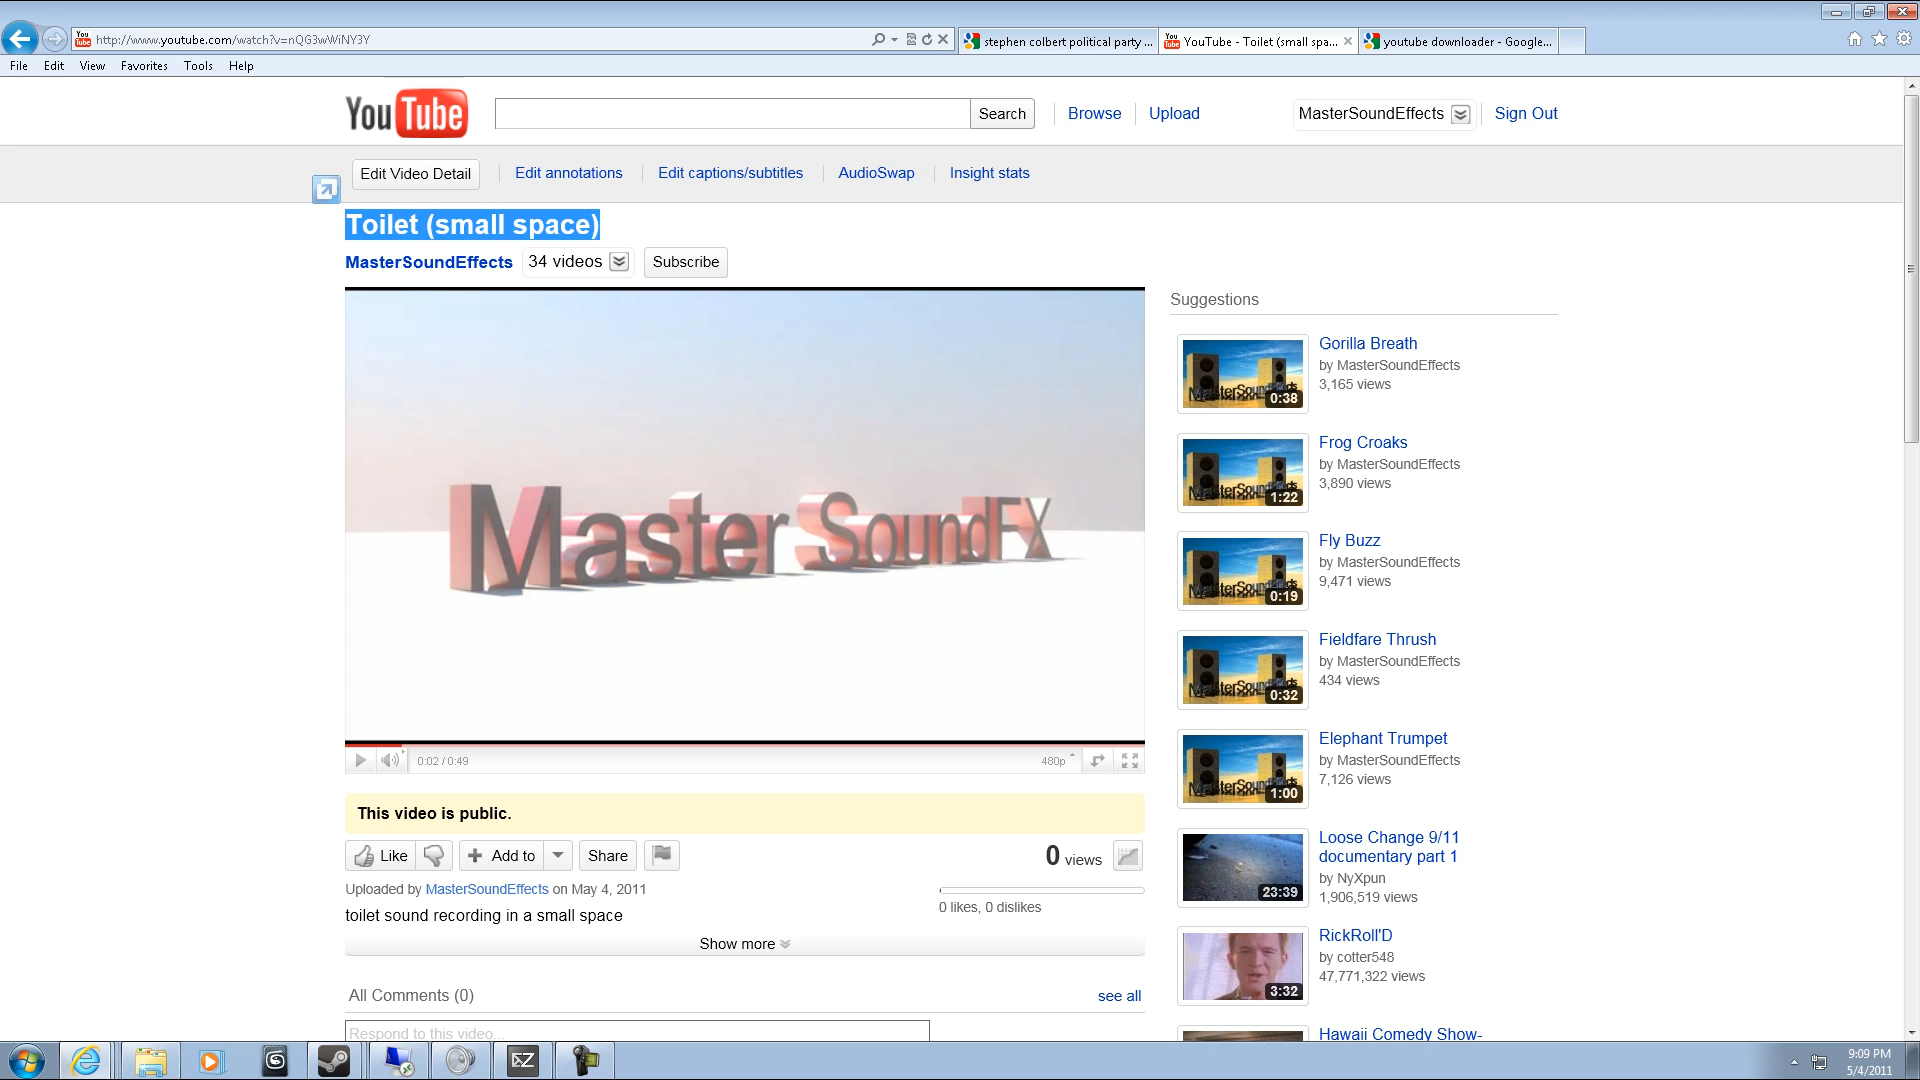 http://www.youtube.com/watch?v=nQG3wWiNY3Y
stephen colbert political party ...
YouTube - Toilet (small spa...
youtube downloader - Google...
File Edit View Favorites Tools Help
YouTube
Search
Browse
Upload
MasterSoundEffects
Sign Out
Edit Video Detail
Edit annotations
Edit captions/subtitles
AudioSwap
Insight stats
Toilet (small space)
MasterSoundEffects
34 videos
Subscribe
Master SoundFX
0:02 / 0:49
480p
This video is public.
Like
Add to
Share
0 views
Uploaded by MasterSoundEffects on May 4, 2011
0 likes, 0 dislikes
toilet sound recording in a small space
Show more
All Comments (0)
see all
Respond to this video...
Suggestions
0:38
Gorilla Breath
by MasterSoundEffects
3,165 views
1:22
Frog Croaks
by MasterSoundEffects
3,890 views
0:19
Fly Buzz
by MasterSoundEffects
9,471 views
0:32
Fieldfare Thrush
by MasterSoundEffects
434 views
1:00
Elephant Trumpet
by MasterSoundEffects
7,126 views
23:39
Loose Change 9/11
documentary part 1
by NyXpun
1,906,519 views
3:32
RickRoll'D
by cotter548
47,771,322 views
Hawaii Comedy Show-
EZ
9:09 PM
5/4/2011